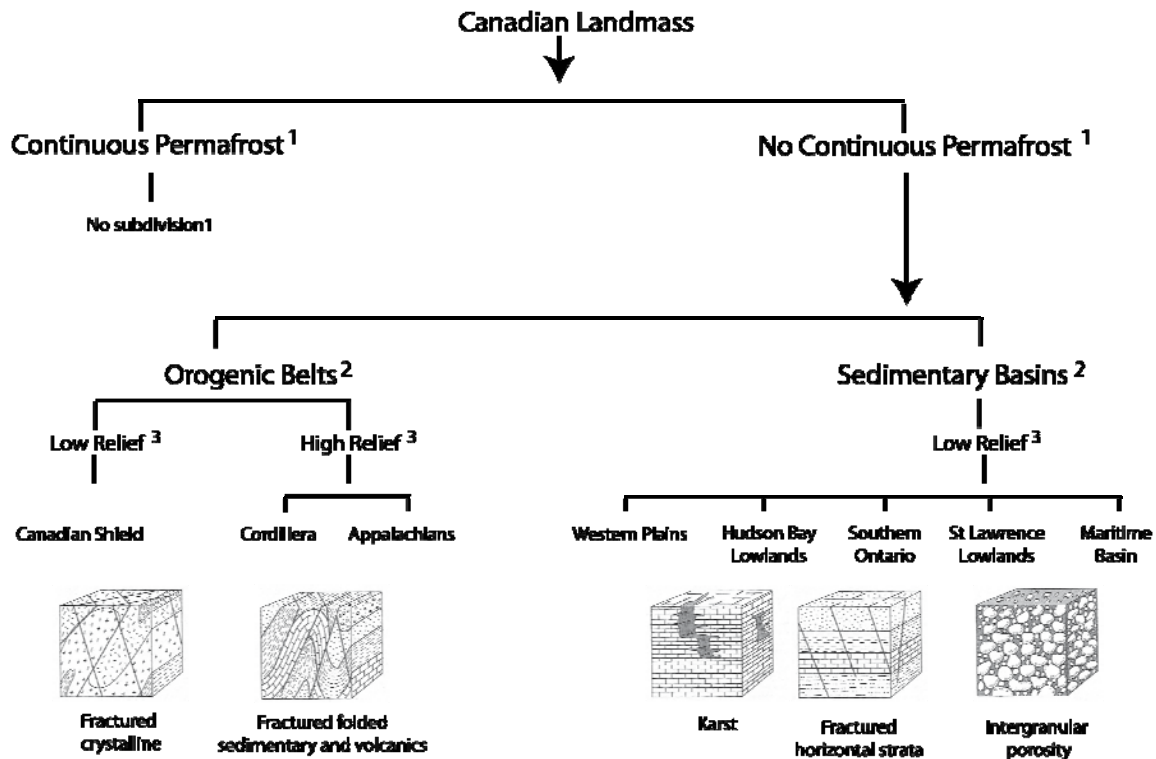 Canadian Landmass
Continuous Permafrost 1
No Continuous Permafrost 1
No subdivision1
Orogenic Belts 2
Sedimentary Basins 2
Low Relief 3
High Relief 3
Low Relief 3
Canadian Shield
Cordillera
Appalachians
Western Plains
Hudson Bay
Lowlands
Southern
Ontario
St Lawrence
Lowlands
Maritime
Basin
Fractured
crystalline
Fractured folded
sedimentary and volcanics
Karst
Fractured
horizontal strata
Intergranular
porosity